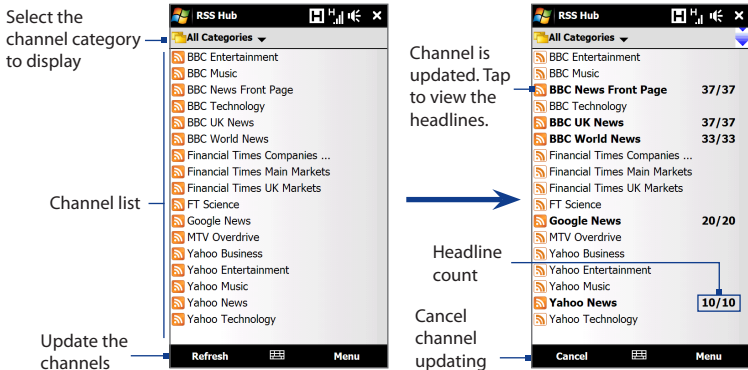 Select the
channel category
to display
Channel list
Update the
channels
RSS Hub
All Categories
BBC Entertainment
BBC Music
BBC News Front Page
BBC Technology
BBC UK News
BBC World News
Financial Times Companies ...
Financial Times Main Markets
Financial Times UK Markets
FT Science
Google News
MTV Overdrive
Yahoo Business
Yahoo Entertainment
Yahoo Music
Yahoo News
Yahoo Technology
Refresh Menu
Channel is
updated. Tap
to view the
headlines.
Headline
count
Cancel
channel
updating
RSS Hub
All Categories
BBC Entertainment
BBC Music
BBC News Front Page 37/37
BBC Technology
BBC UK News 37/37
BBC World News 33/33
Financial Times Companies ...
Financial Times Main Markets
Financial Times UK Markets
FT Science
Google News 20/20
MTV Overdrive
Yahoo Business
Yahoo Entertainment
Yahoo Music
Yahoo News 10/10
Yahoo Technology
Cancel Menu